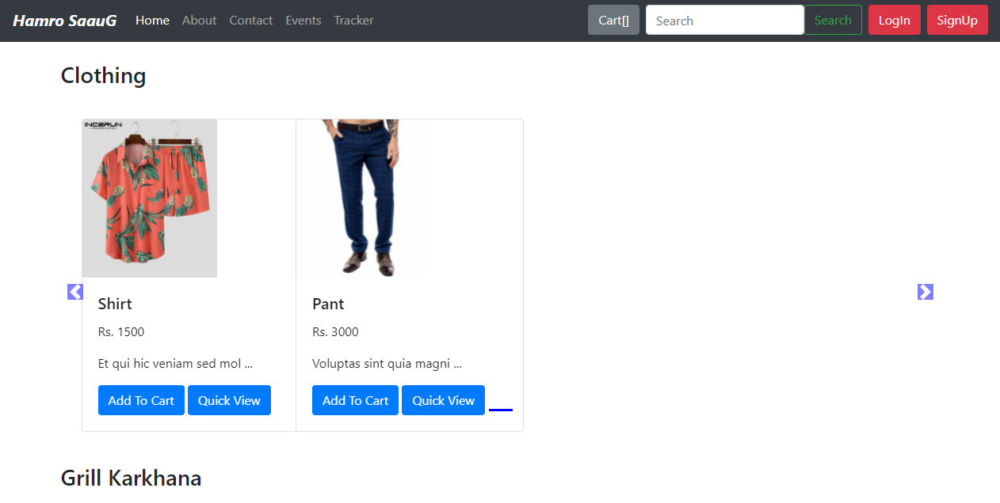 Hamro SaauG Home About Contact Events Tracker Cart[] Search Search LogIn SignUp
Clothing
INCERUN
Shirt
Rs. 1500
Et qui hic veniam sed mol ...
Add To Cart Quick View
Pant
Rs. 3000
Voluptas sint quia magni ...
Add To Cart Quick View
Grill Karkhana